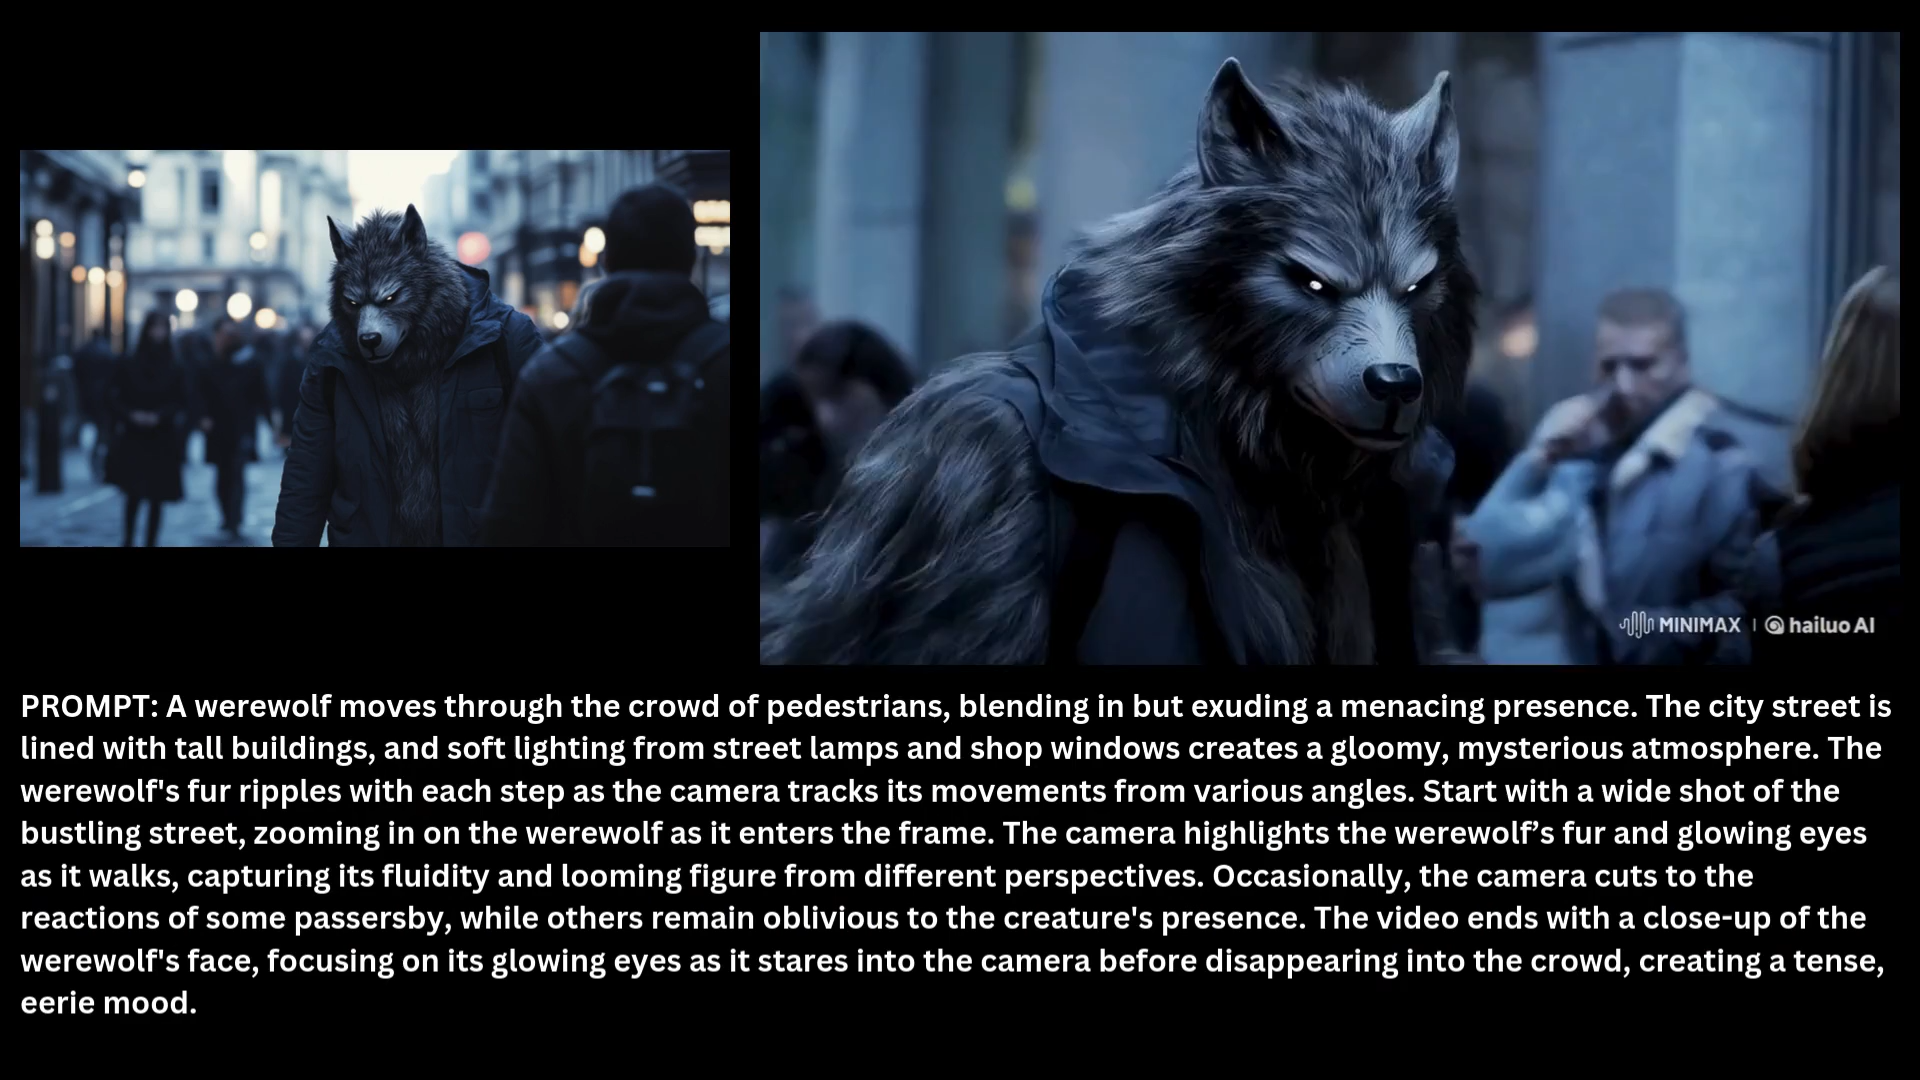 MINIMAX | hailuo AI
PROMPT: A werewolf moves through the crowd of pedestrians, blending in but exuding a menacing presence. The city street is
lined with tall buildings, and soft lighting from street lamps and shop windows creates a gloomy, mysterious atmosphere. The
werewolf's fur ripples with each step as the camera tracks its movements from various angles. Start with a wide shot of the
bustling street, zooming in on the werewolf as it enters the frame. The camera highlights the werewolf’s fur and glowing eyes
as it walks, capturing its fluidity and looming figure from different perspectives. Occasionally, the camera cuts to the
reactions of some passersby, while others remain oblivious to the creature's presence. The video ends with a close-up of the
werewolf's face, focusing on its glowing eyes as it stares into the camera before disappearing into the crowd, creating a tense,
eerie mood.